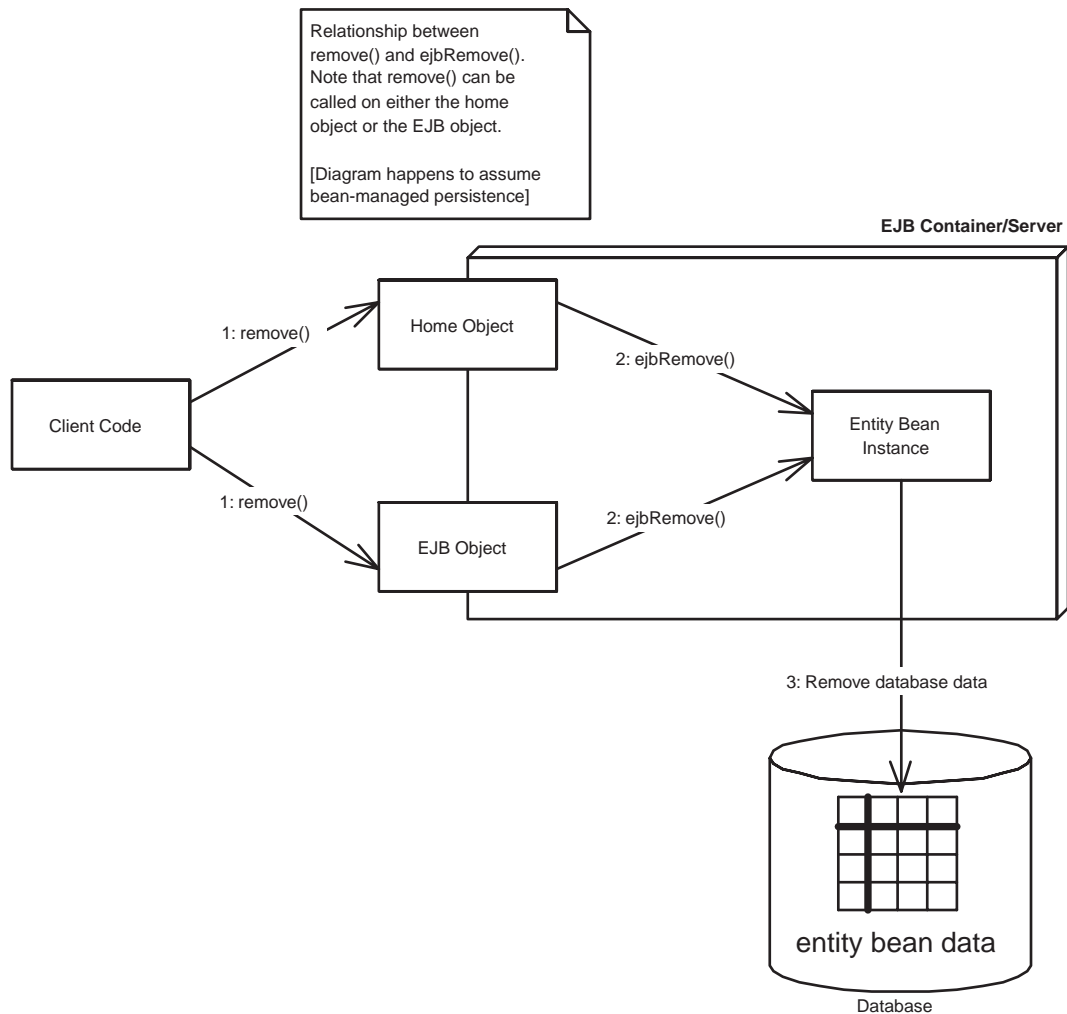 Relationship between
remove() and ejbRemove().
Note that remove() can be
called on either the home
object or the EJB object.
[Diagram happens to assume
bean-managed persistence]
EJB Container/Server
Home Object
1: remove()
2: ejbRemove()
Client Code
Entity Bean
Instance
1: remove()
2: ejbRemove()
EJB Object
3: Remove database data
entity bean data
Database